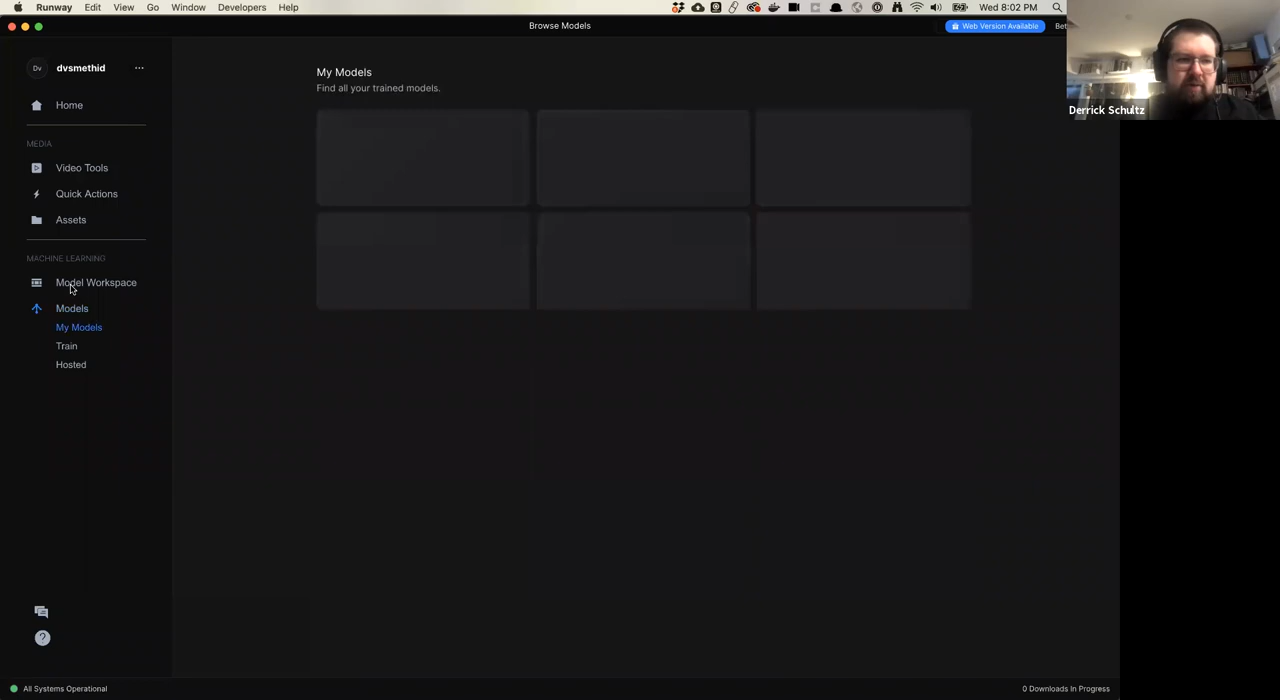 Runway Edit View Go Window Developers Help
Wed 8:02 PM
Browse Models
Web Version Available
Derrick Schultz
Dv dvsmethid ...
Home
MEDIA
Video Tools
Quick Actions
Assets
MACHINE LEARNING
Model Workspace
Models
My Models
Train
Hosted
My Models
Find all your trained models.
All Systems Operational
0 Downloads In Progress